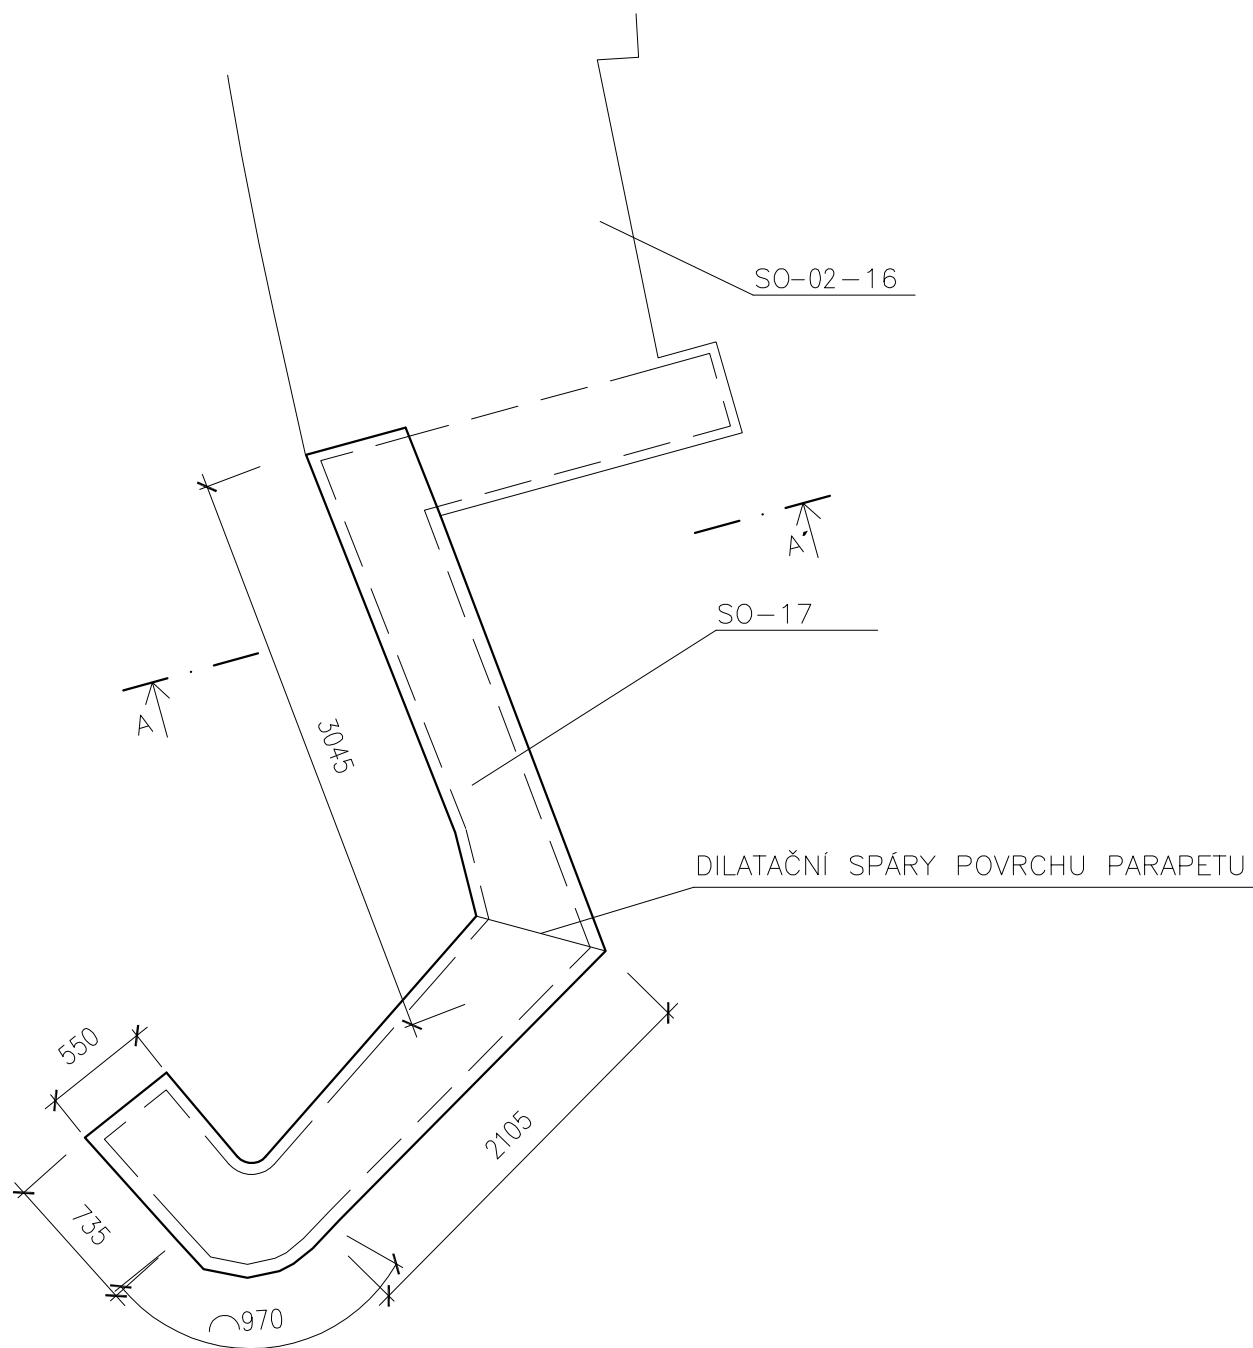 SO-02-16
A'
SO-17
A
3045
DILATAČNÍ SPÁRY POVRCHU PARAPETU
550
2105
735
970